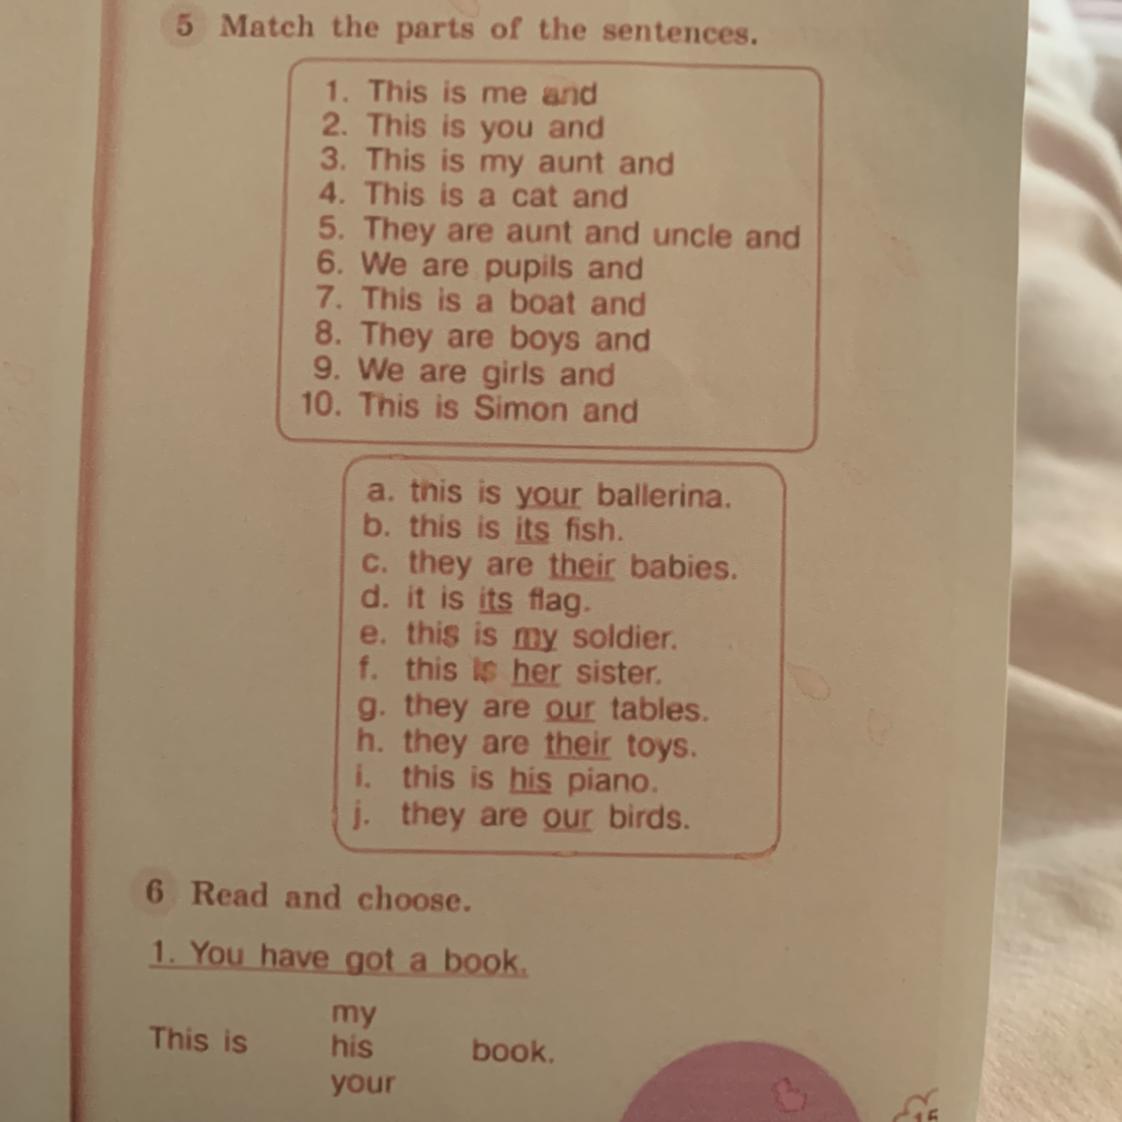 5 Match the parts of the sentences.
1. This is me and
2. This is you and
3. This is my aunt and
4. This is a cat and
5. They are aunt and uncle and
6. We are pupils and
7. This is a boat and
8. They are boys and
9. We are girls and
10. This is Simon and
a. this is your ballerina.
b. this is its fish.
c. they are their babies.
d. it is its flag.
e. this is my soldier.
f. this is her sister.
g. they are our tables.
h. they are their toys.
i. this is his piano.
j. they are our birds.
6 Read and choose.
1. You have got a book.
my
This is his book.
your
15